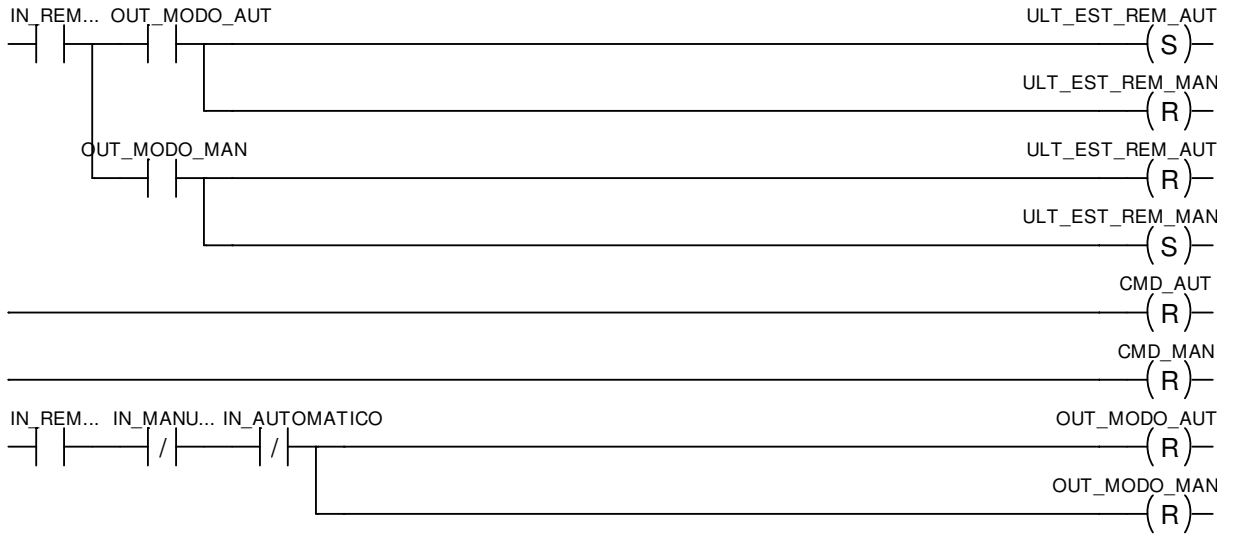 IN_REM... OUT_MODO_AUT ULT_EST_REM_AUT
S
ULT_EST_REM_MAN
R
OUT_MODO_MAN ULT_EST_REM_AUT
R
ULT_EST_REM_MAN
S
CMD_AUT
R
CMD_MAN
R
IN_REM... IN_MANU... IN_AUTOMATICO OUT_MODO_AUT
/ / R
OUT_MODO_MAN
R